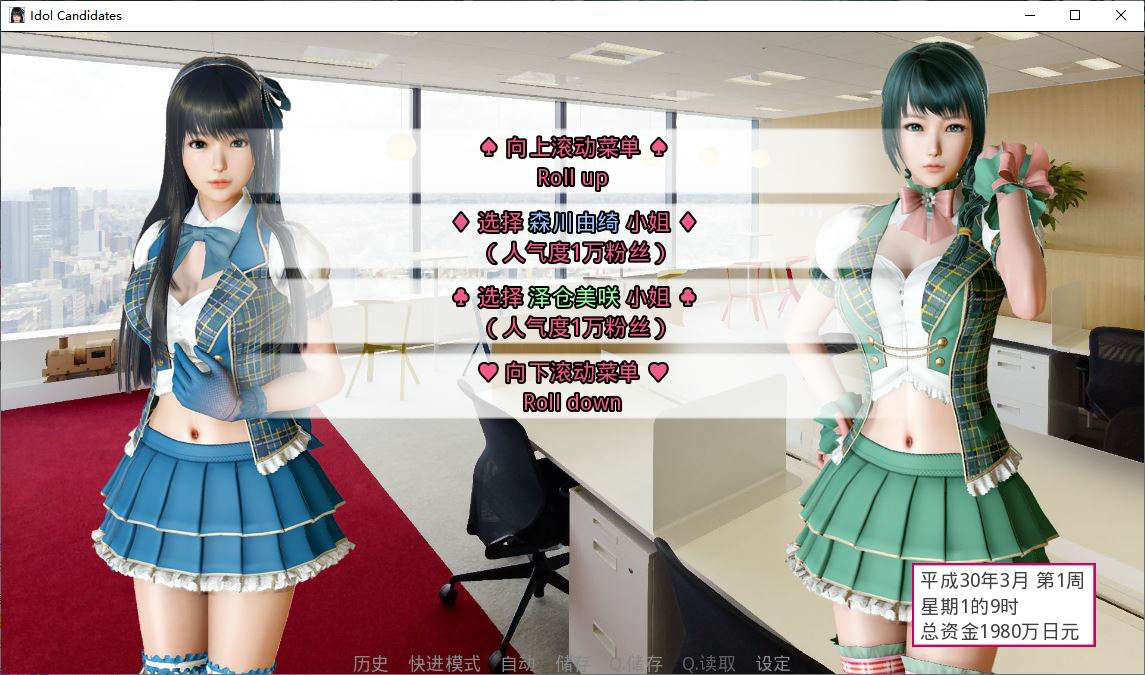 Idol Candidates
♠ 向上滚动菜单 ♠
Roll up
♦ 选择 森川由绮 小姐 ♦
（人气度1万粉丝）
♣ 选择 泽仓美咲 小姐 ♣
（人气度1万粉丝）
♥ 向下滚动菜单 ♥
Roll down
平成30年3月 第1周
星期1的9时
总资金1980万日元
历史 快进模式 自动 储存 Q.储存 Q.读取 设定